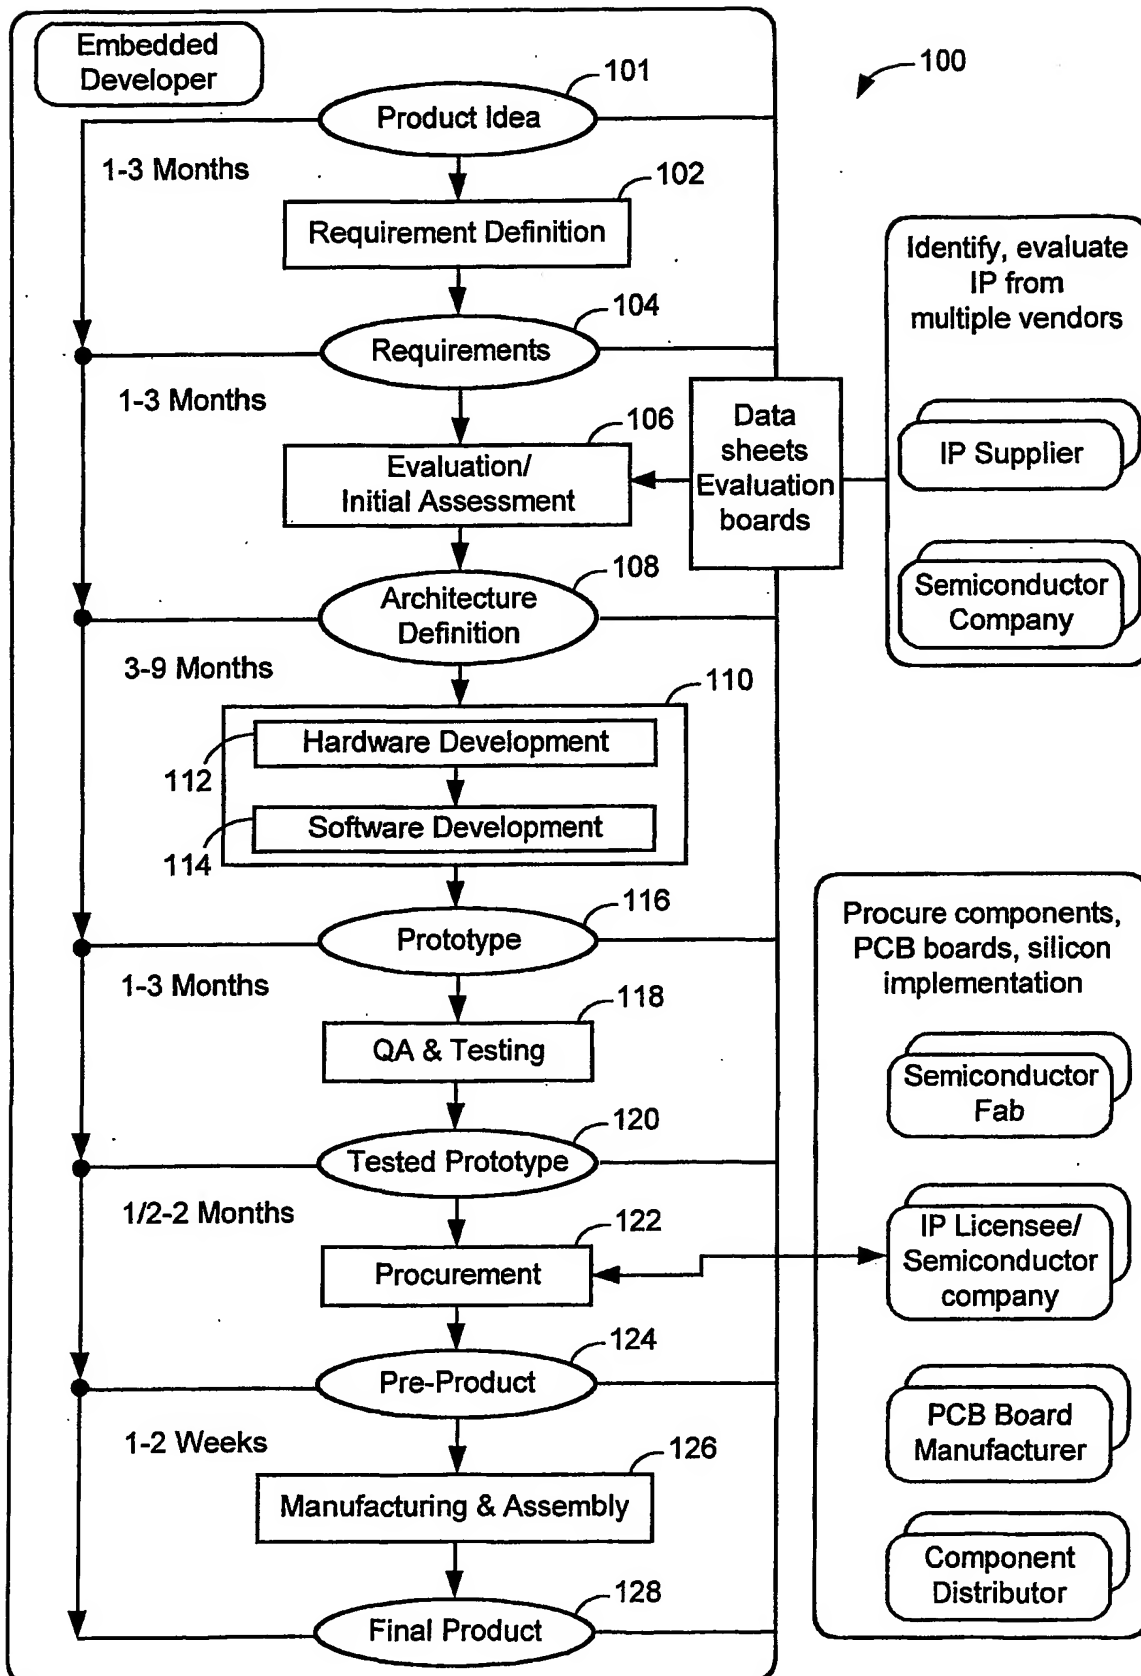 Embedded
Developer
101
100
Product Idea
1-3 Months
102
Requirement Definition
Identify, evaluate
IP from
multiple vendors
104
Requirements
1-3 Months
Data
sheets
Evaluation
boards
IP Supplier
106
Evaluation/
Initial Assessment
Semiconductor
Company
108
Architecture
Definition
3-9 Months
110
Hardware Development
112
Software Development
114
116
Prototype
Procure components,
PCB boards, silicon
implementation
1-3 Months
118
QA & Testing
Semiconductor
Fab
120
Tested Prototype
1/2-2 Months
122
Procurement
IP Licensee/
Semiconductor
company
124
Pre-Product
1-2 Weeks
PCB Board
Manufacturer
126
Manufacturing & Assembly
Component
Distributor
128
Final Product